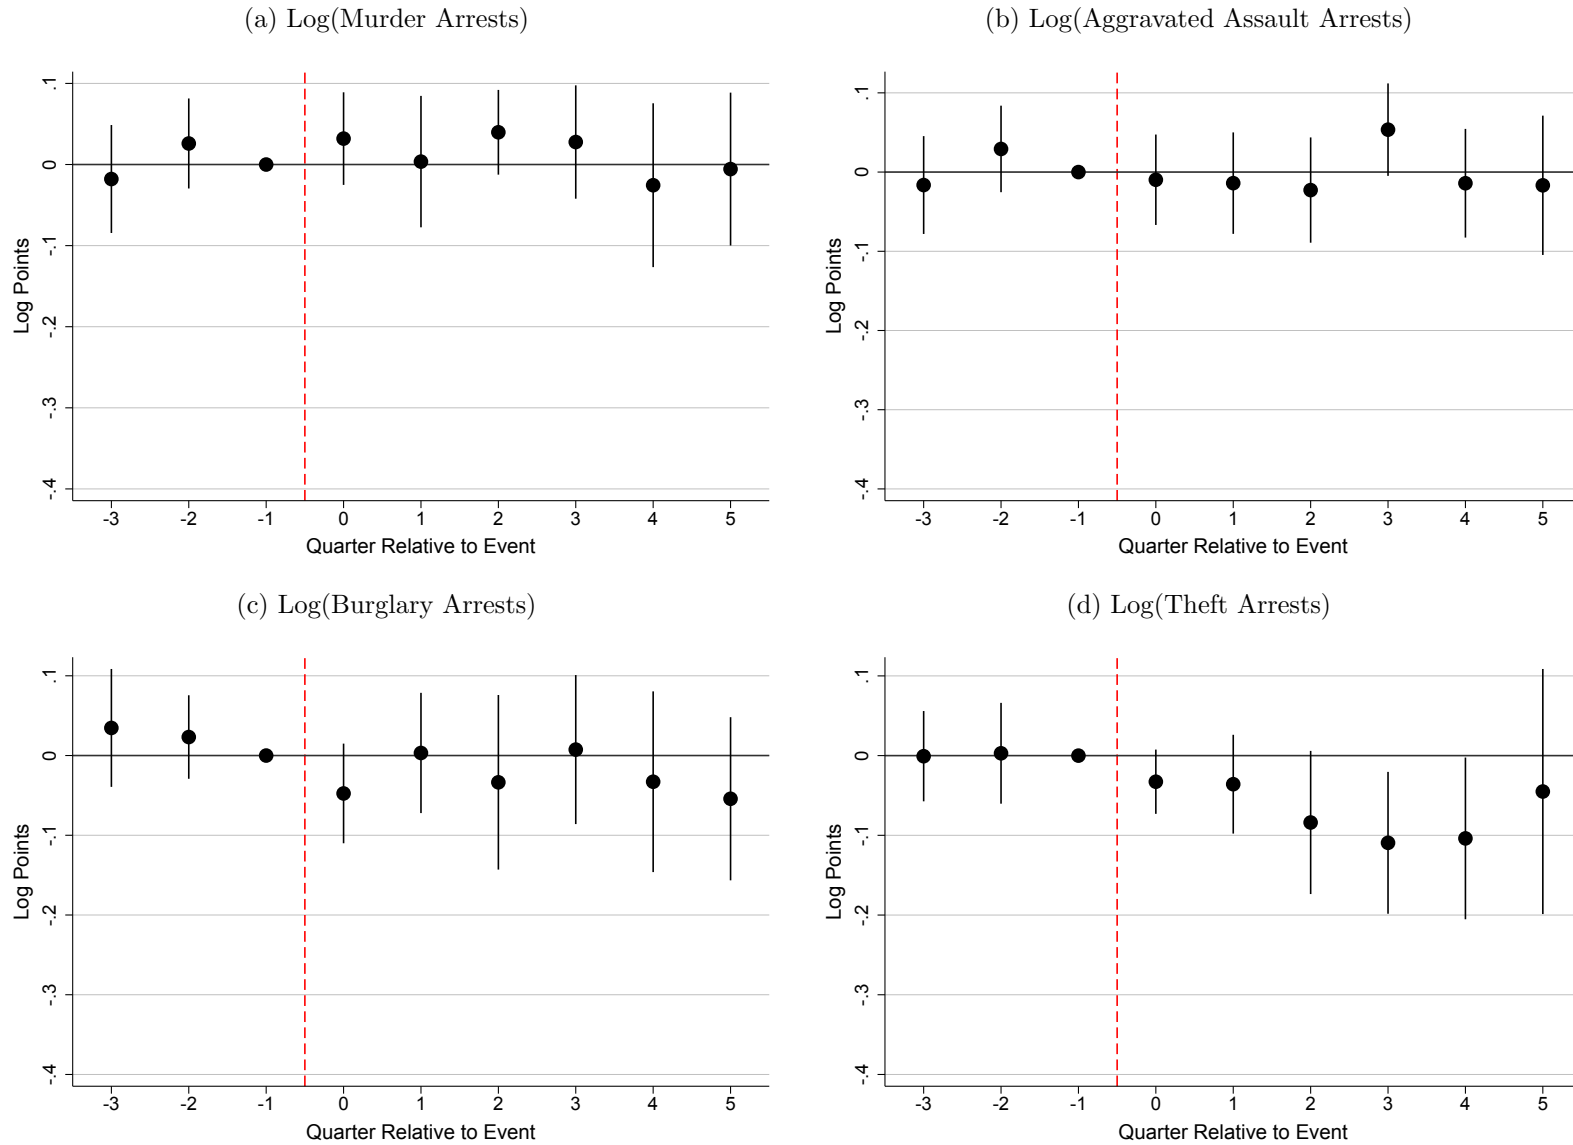 (a) Log(Murder Arrests)
.1
0
-.1
-.2
-.3
-.4
Log Points
-3 -2 -1 0 1 2 3 4 5
Quarter Relative to Event
(b) Log(Aggravated Assault Arrests)
.1
0
-.1
-.2
-.3
-.4
Log Points
-3 -2 -1 0 1 2 3 4 5
Quarter Relative to Event
(c) Log(Burglary Arrests)
.1
0
-.1
-.2
-.3
-.4
Log Points
-3 -2 -1 0 1 2 3 4 5
Quarter Relative to Event
(d) Log(Theft Arrests)
.1
0
-.1
-.2
-.3
-.4
Log Points
-3 -2 -1 0 1 2 3 4 5
Quarter Relative to Event